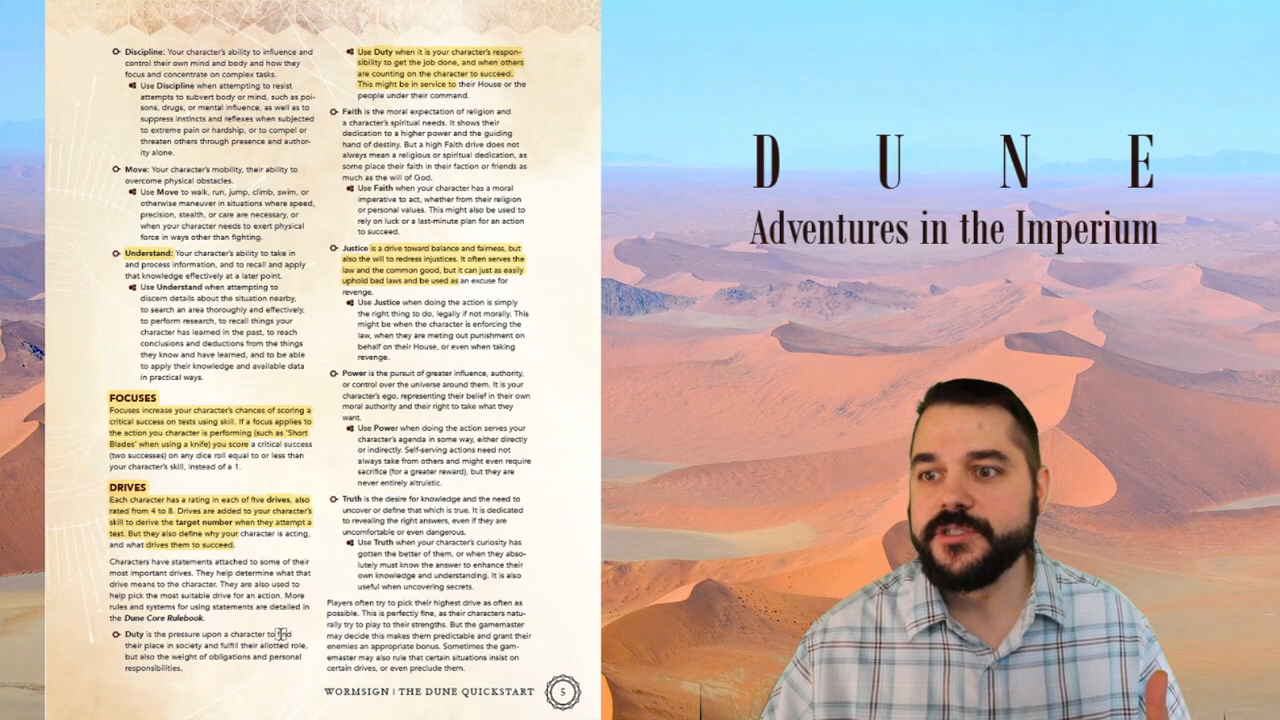 Discipline: Your character's ability to influence and
control their own mind and body and how they
focus and concentrate on complex tasks.
Use Discipline when attempting to resist
attempts to subvert body or mind, such as poi-
sons, drugs, or mental influence, as well as to
suppress instincts and reflexes when subjected
to extreme pain or hardship, or to compel or
threaten others through presence and author-
ity alone.
Move: Your character's mobility, their ability to
overcome physical obstacles.
Use Move to walk, run, jump, climb, swim, or
otherwise maneuver in situations where speed,
precision, stealth, or care are necessary, or
when your character needs to exert physical
force in ways other than fighting.
Understand: Your character's ability to take in
and process information, and to recall and apply
that knowledge effectively at a later point.
Use Understand when attempting to
discern details about the situation nearby,
to search an area thoroughly and effectively,
to perform research, to recall things your
character has learned in the past, to reach
conclusions and deductions from the things
they know and have learned, and to be able
to apply their knowledge and available data
in practical ways.
FOCUSES
Focuses increase your character's chances of scoring a
critical success on tests using skill. If a focus applies to
the action you character is performing (such as 'Short
Blades' when using a knife) you score a critical success
(two successes) on any dice roll equal to or less than
your character's skill, instead of a 1.
DRIVES
Each character has a rating in each of five drives, also
rated from 4 to 8. Drives are added to your character's
skill to derive the target number when they attempt a
test. But they also define why your character is acting,
and what drives them to succeed.
Characters have statements attached to some of their
most important drives. They help determine what that
drive means to the character. They are also used to
help pick the most suitable drive for an action. More
rules and systems for using statements are detailed in
the Dune Core Rulebook.
Duty is the pressure upon a character to find
their place in society and fulfill their allotted role,
but also the weight of obligations and personal
responsibilities.
Use Duty when it is your character's respon-
sibility to get the job done, and when others
are counting on the character to succeed.
This might be in service to their House or the
people under their command.
Faith is the moral expectation of religion and
a character's spiritual needs. It shows their
dedication to a higher power and the guiding
hand of destiny. But a high Faith drive does not
always mean a religious or spiritual dedication, as
some place their faith in their faction or friends as
much as the will of God.
Use Faith when your character has a moral
imperative to act, whether from their religion
or personal values. This might also be used to
rely on luck or a last-minute plan for an action
to succeed.
Justice is a drive toward balance and fairness, but
also the will to redress injustices. It often serves the
law and the common good, but it can just as easily
uphold bad laws and be used as an excuse for
revenge.
Use Justice when doing the action is simply
the right thing to do, legally if not morally. This
might be when the character is enforcing the
law, when they are meting out punishment on
behalf on their House, or even when taking
revenge.
Power is the pursuit of greater influence, authority,
or control over the universe around them. It is your
character's ego, representing their belief in their own
moral authority and their right to take what they
want.
Use Power when doing the action serves your
character's agenda in some way, either directly
or indirectly. Self-serving actions need not
always take from others and might even require
sacrifice (for a greater reward), but they are
never entirely altruistic.
Truth is the desire for knowledge and the need to
uncover or define that which is true. It is dedicated
to revealing the right answers, even if they are
uncomfortable or even dangerous.
Use Truth when your character's curiosity has
gotten the better of them, or when they abso-
lutely must know the answer to enhance their
own knowledge and understanding. It is also
useful when uncovering secrets.
Players often try to pick their highest drive as often as
possible. This is perfectly fine, as their characters natu-
rally try to play to their strengths. But the gamemaster
may decide this makes them predictable and grant their
enemies an appropriate bonus. Sometimes the gam-
emaster may also rule that certain situations insist on
certain drives, or even preclude them.
WORMSIGN | THE DUNE QUICKSTART 5
DUNE
Adventures in the Imperium